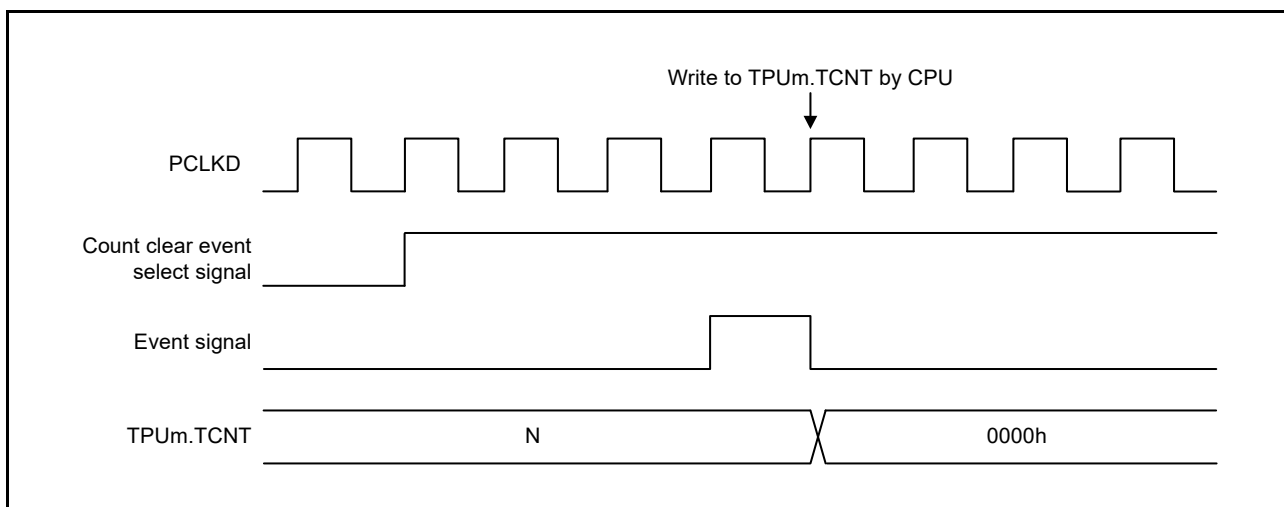 Write to TPUm.TCNT by CPU
PCLKD
Count clear event
select signal
Event signal
TPUm.TCNT
N
0000h